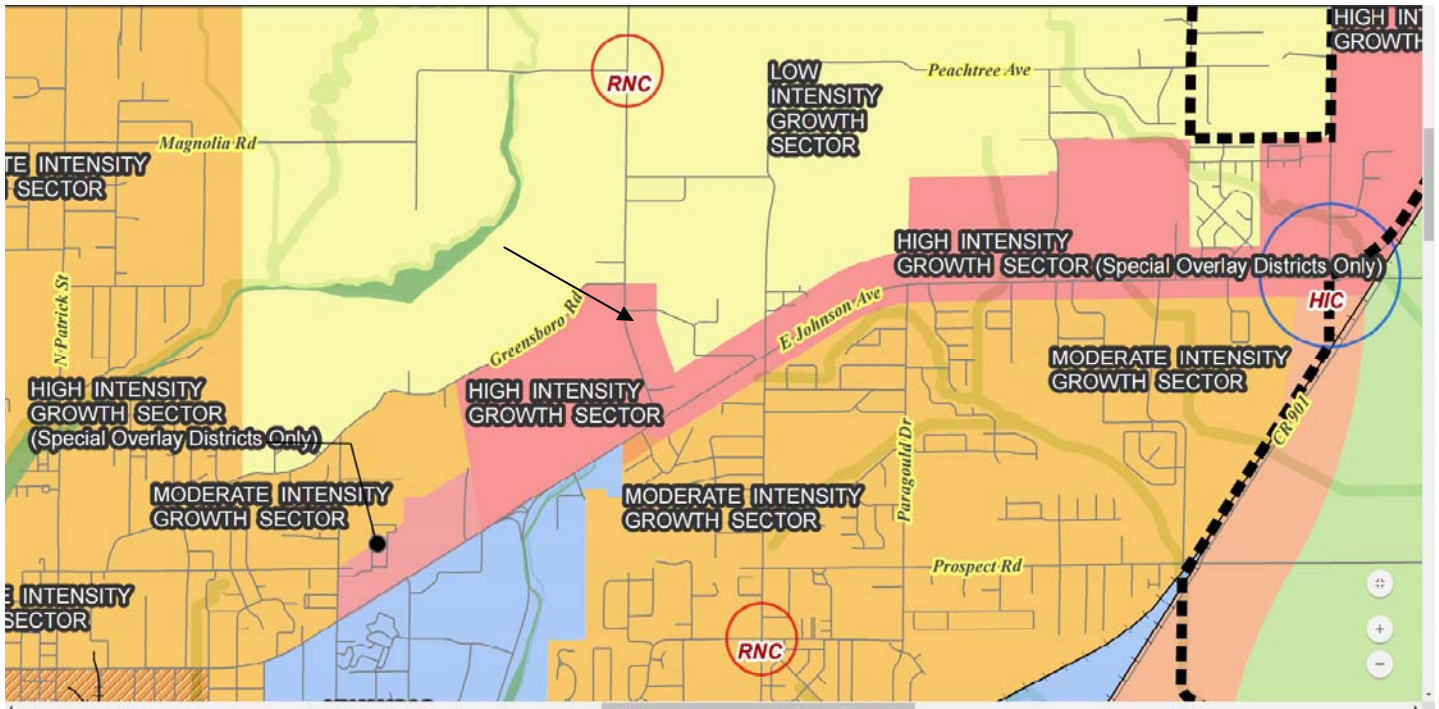 HIGH INT
GROWTH
RNC
LOW
INTENSITY
GROWTH
SECTOR
Peachtree Ave
Magnolia Rd
TE INTENSITY
SECTOR
HIGH INTENSITY
GROWTH SECTOR (Special Overlay Districts Only)
N Patrick St
Greensboro Rd
E Johnson Ave
HIC
HIGH INTENSITY
GROWTH SECTOR
(Special Overlay Districts Only)
HIGH INTENSITY
GROWTH SECTOR
MODERATE INTENSITY
GROWTH SECTOR
CR 901
Paragould Dr
MODERATE INTENSITY
GROWTH SECTOR
MODERATE INTENSITY
GROWTH SECTOR
Prospect Rd
E INTENSITY
SECTOR
RNC